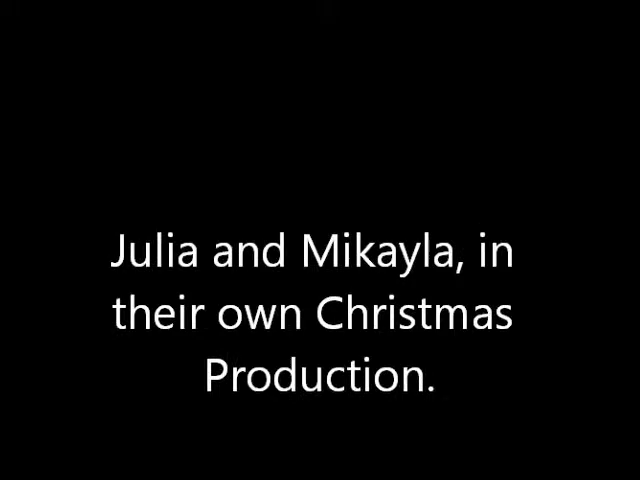 Julia and Mikayla, in
their own Christmas
Production.